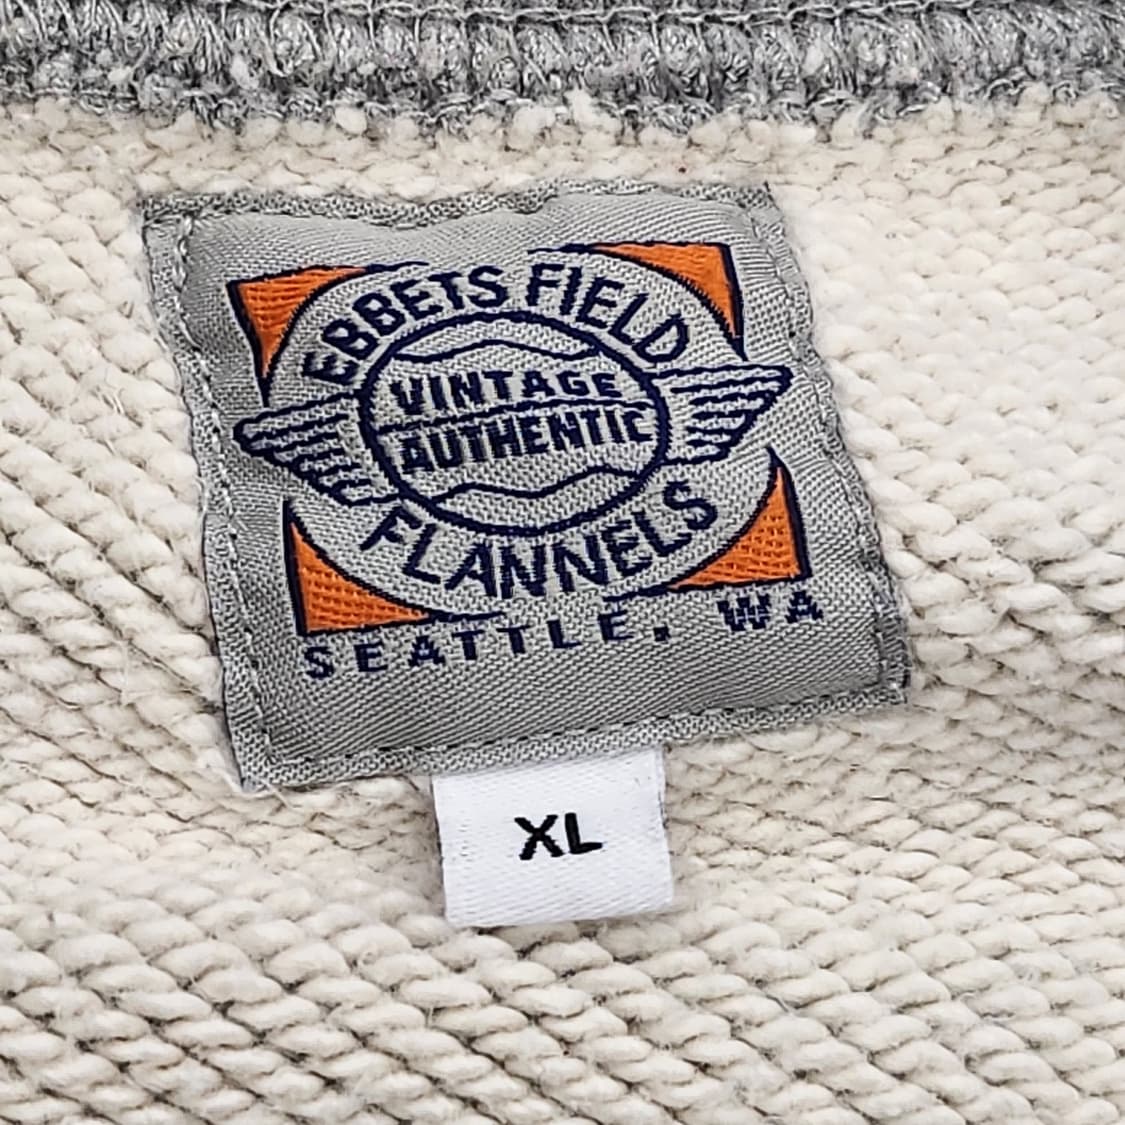 EBBETS FIELD
VINTAGE
AUTHENTIC
FLANNELS
SEATTLE, WA
XL